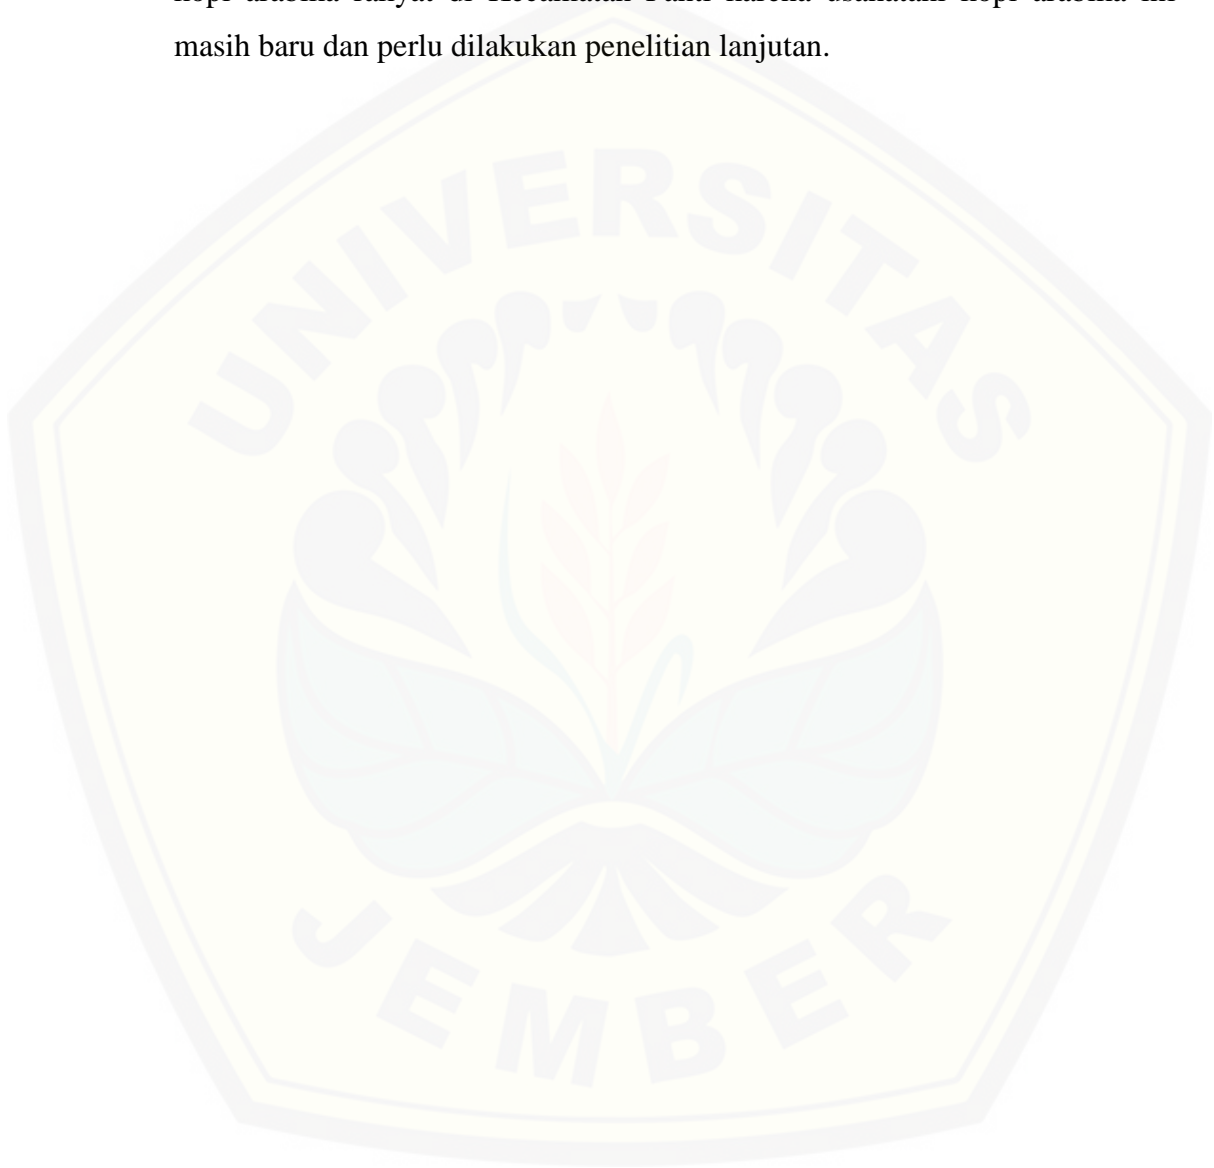 kopi arabika rakyat di Kecamatan Panti karena usahatani kopi arabika ini
masih baru dan perlu dilakukan penelitian lanjutan.
UNIVERSITAS
JEMBER